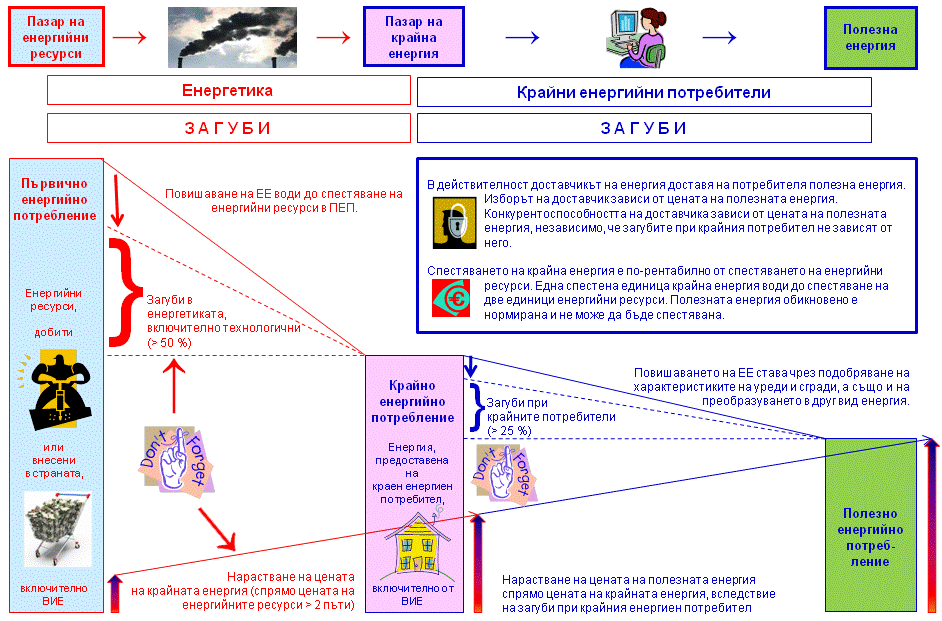 Пазар на
енергийни
ресурси
Пазар на
крайна
енергия
Полезна
енергия
Енергетика
Крайни енергийни потребители
З А Г У Б И
З А Г У Б И
Първично
енергийно
потребление
Енергийни
ресурси,
добити
или
внесени
в страната,
включително
ВИЕ
Повишаване на ЕЕ води до спестяване на
енергийни ресурси в ПЕП.
Загуби в
енергетиката,
включително технологични
(> 50 %)
Don't
Forget
Нарастване на цената
на крайната енергия (спрямо цената на
енергийните ресурси > 2 пъти)
В действителност доставчикът на енергия доставя на потребителя полезна енергия.
Изборът на доставчик зависи от цената на полезната енергия.
Конкурентоспособността на доставчика зависи от цената на полезната
енергия, независимо, че загубите при крайния потребител не зависят от
него.
Спестяването на крайна енергия е по-рентабилно от спестяването на енергийни
ресурси. Една спестена единица крайна енергия води до спестяване на
две единици енергийни ресурси. Полезната енергия обикновено е
нормирана и не може да бъде спестявана.
Крайно
енергийно
потребление
Енергия,
предоставена
на
краен енергиен
потребител,
включително от
ВИЕ
Загуби при
крайните потребители
(> 25 %)
Don't
Forget
Повишаването на ЕЕ става чрез подобряване на
характеристиките на уреди и сгради, а също и на
преобразуването в друг вид енергия.
Нарастване на цената на полезната енергия
спрямо цената на крайната енергия, вследствие
на загуби при крайния енергиен потребител
Полезно
енергийно
потреб-
ление